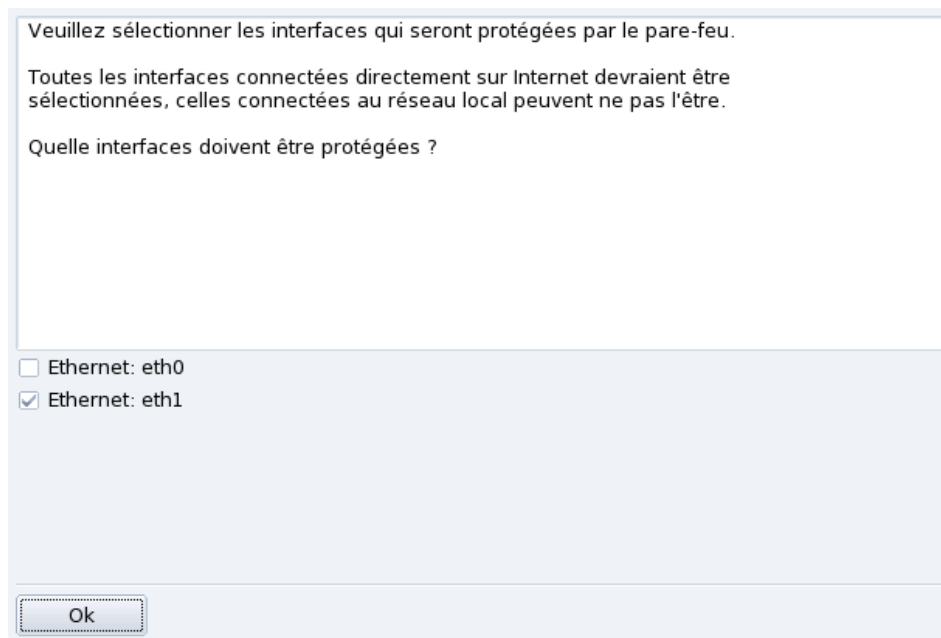 Veuillez sélectionner les interfaces qui seront protégées par le pare-feu.
Toutes les interfaces connectées directement sur Internet devraient être
sélectionnées, celles connectées au réseau local peuvent ne pas l'être.
Quelle interfaces doivent être protégées ?
Ethernet: eth0
Ethernet: eth1
Ok